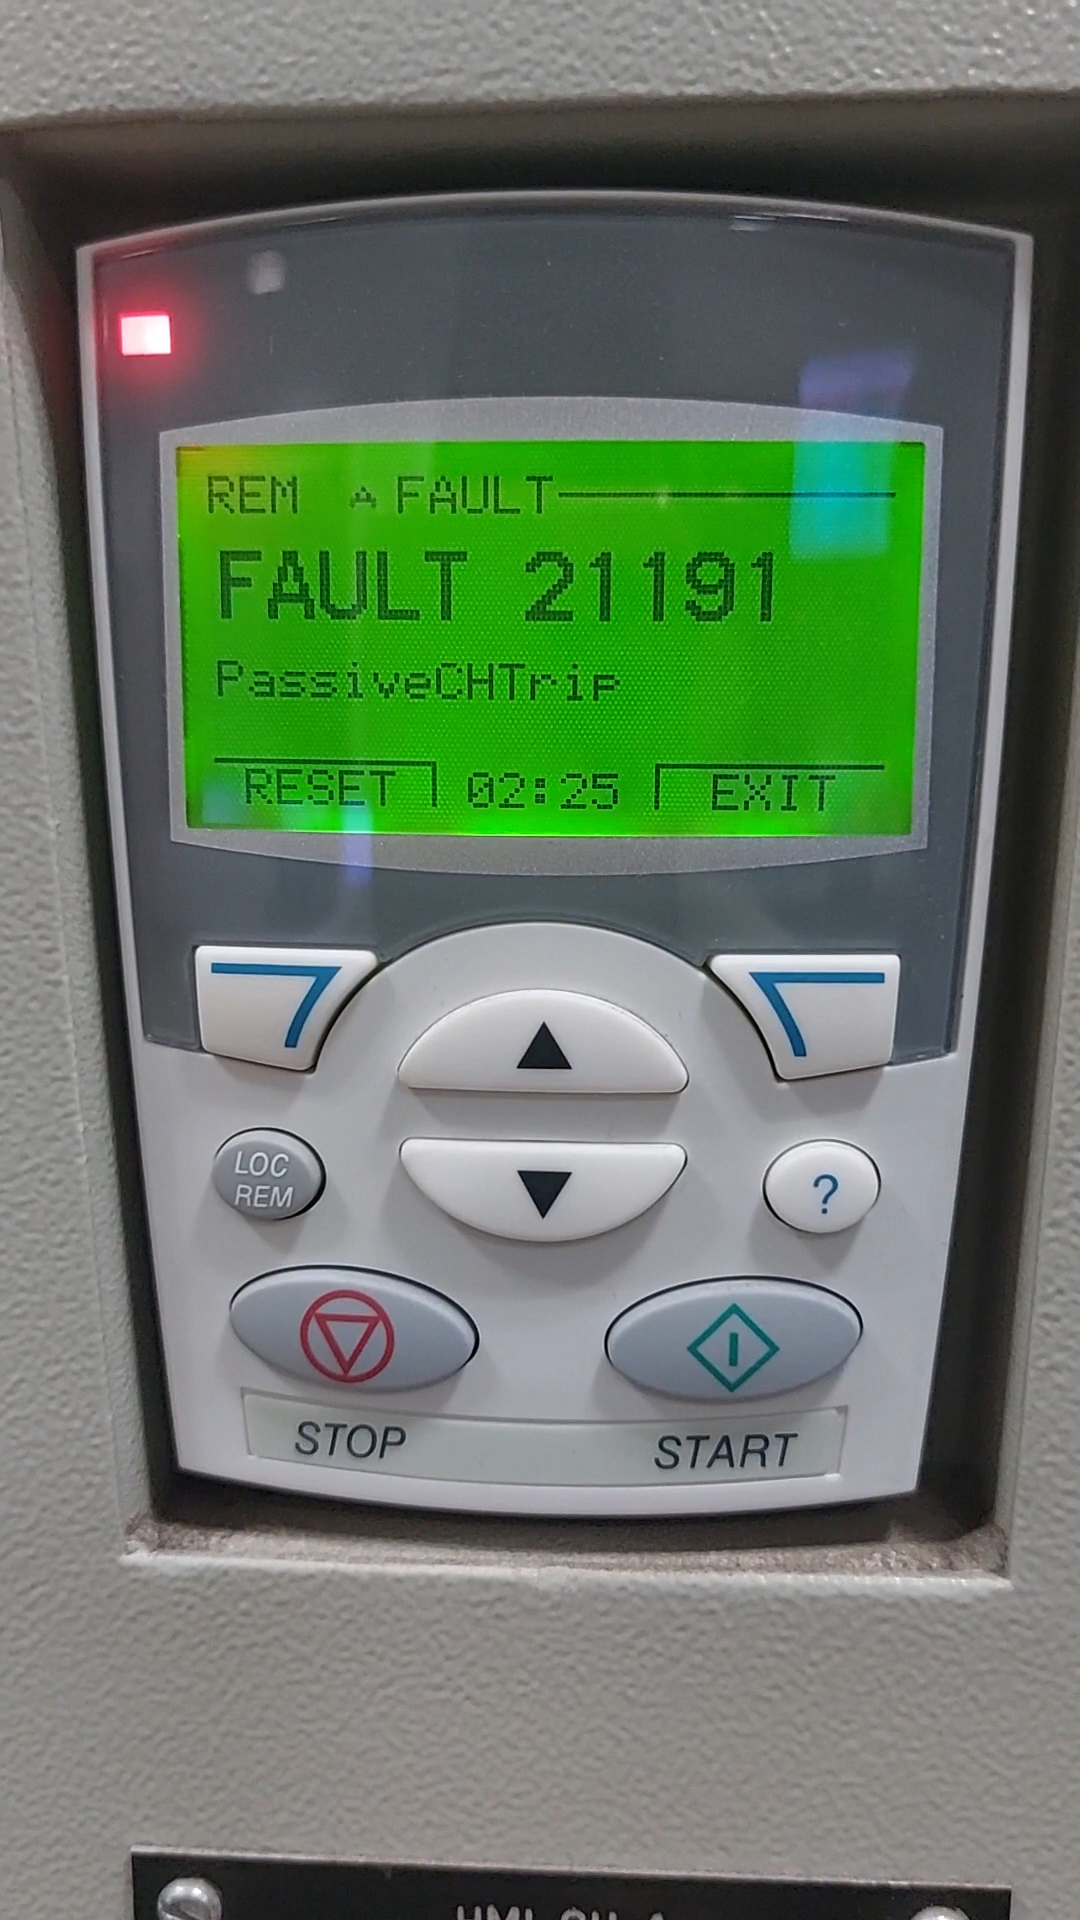 REM FAULT
FAULT 21191
PassiveCHTrip
RESET 02:25 EXIT
LOC
REM
?
STOP START